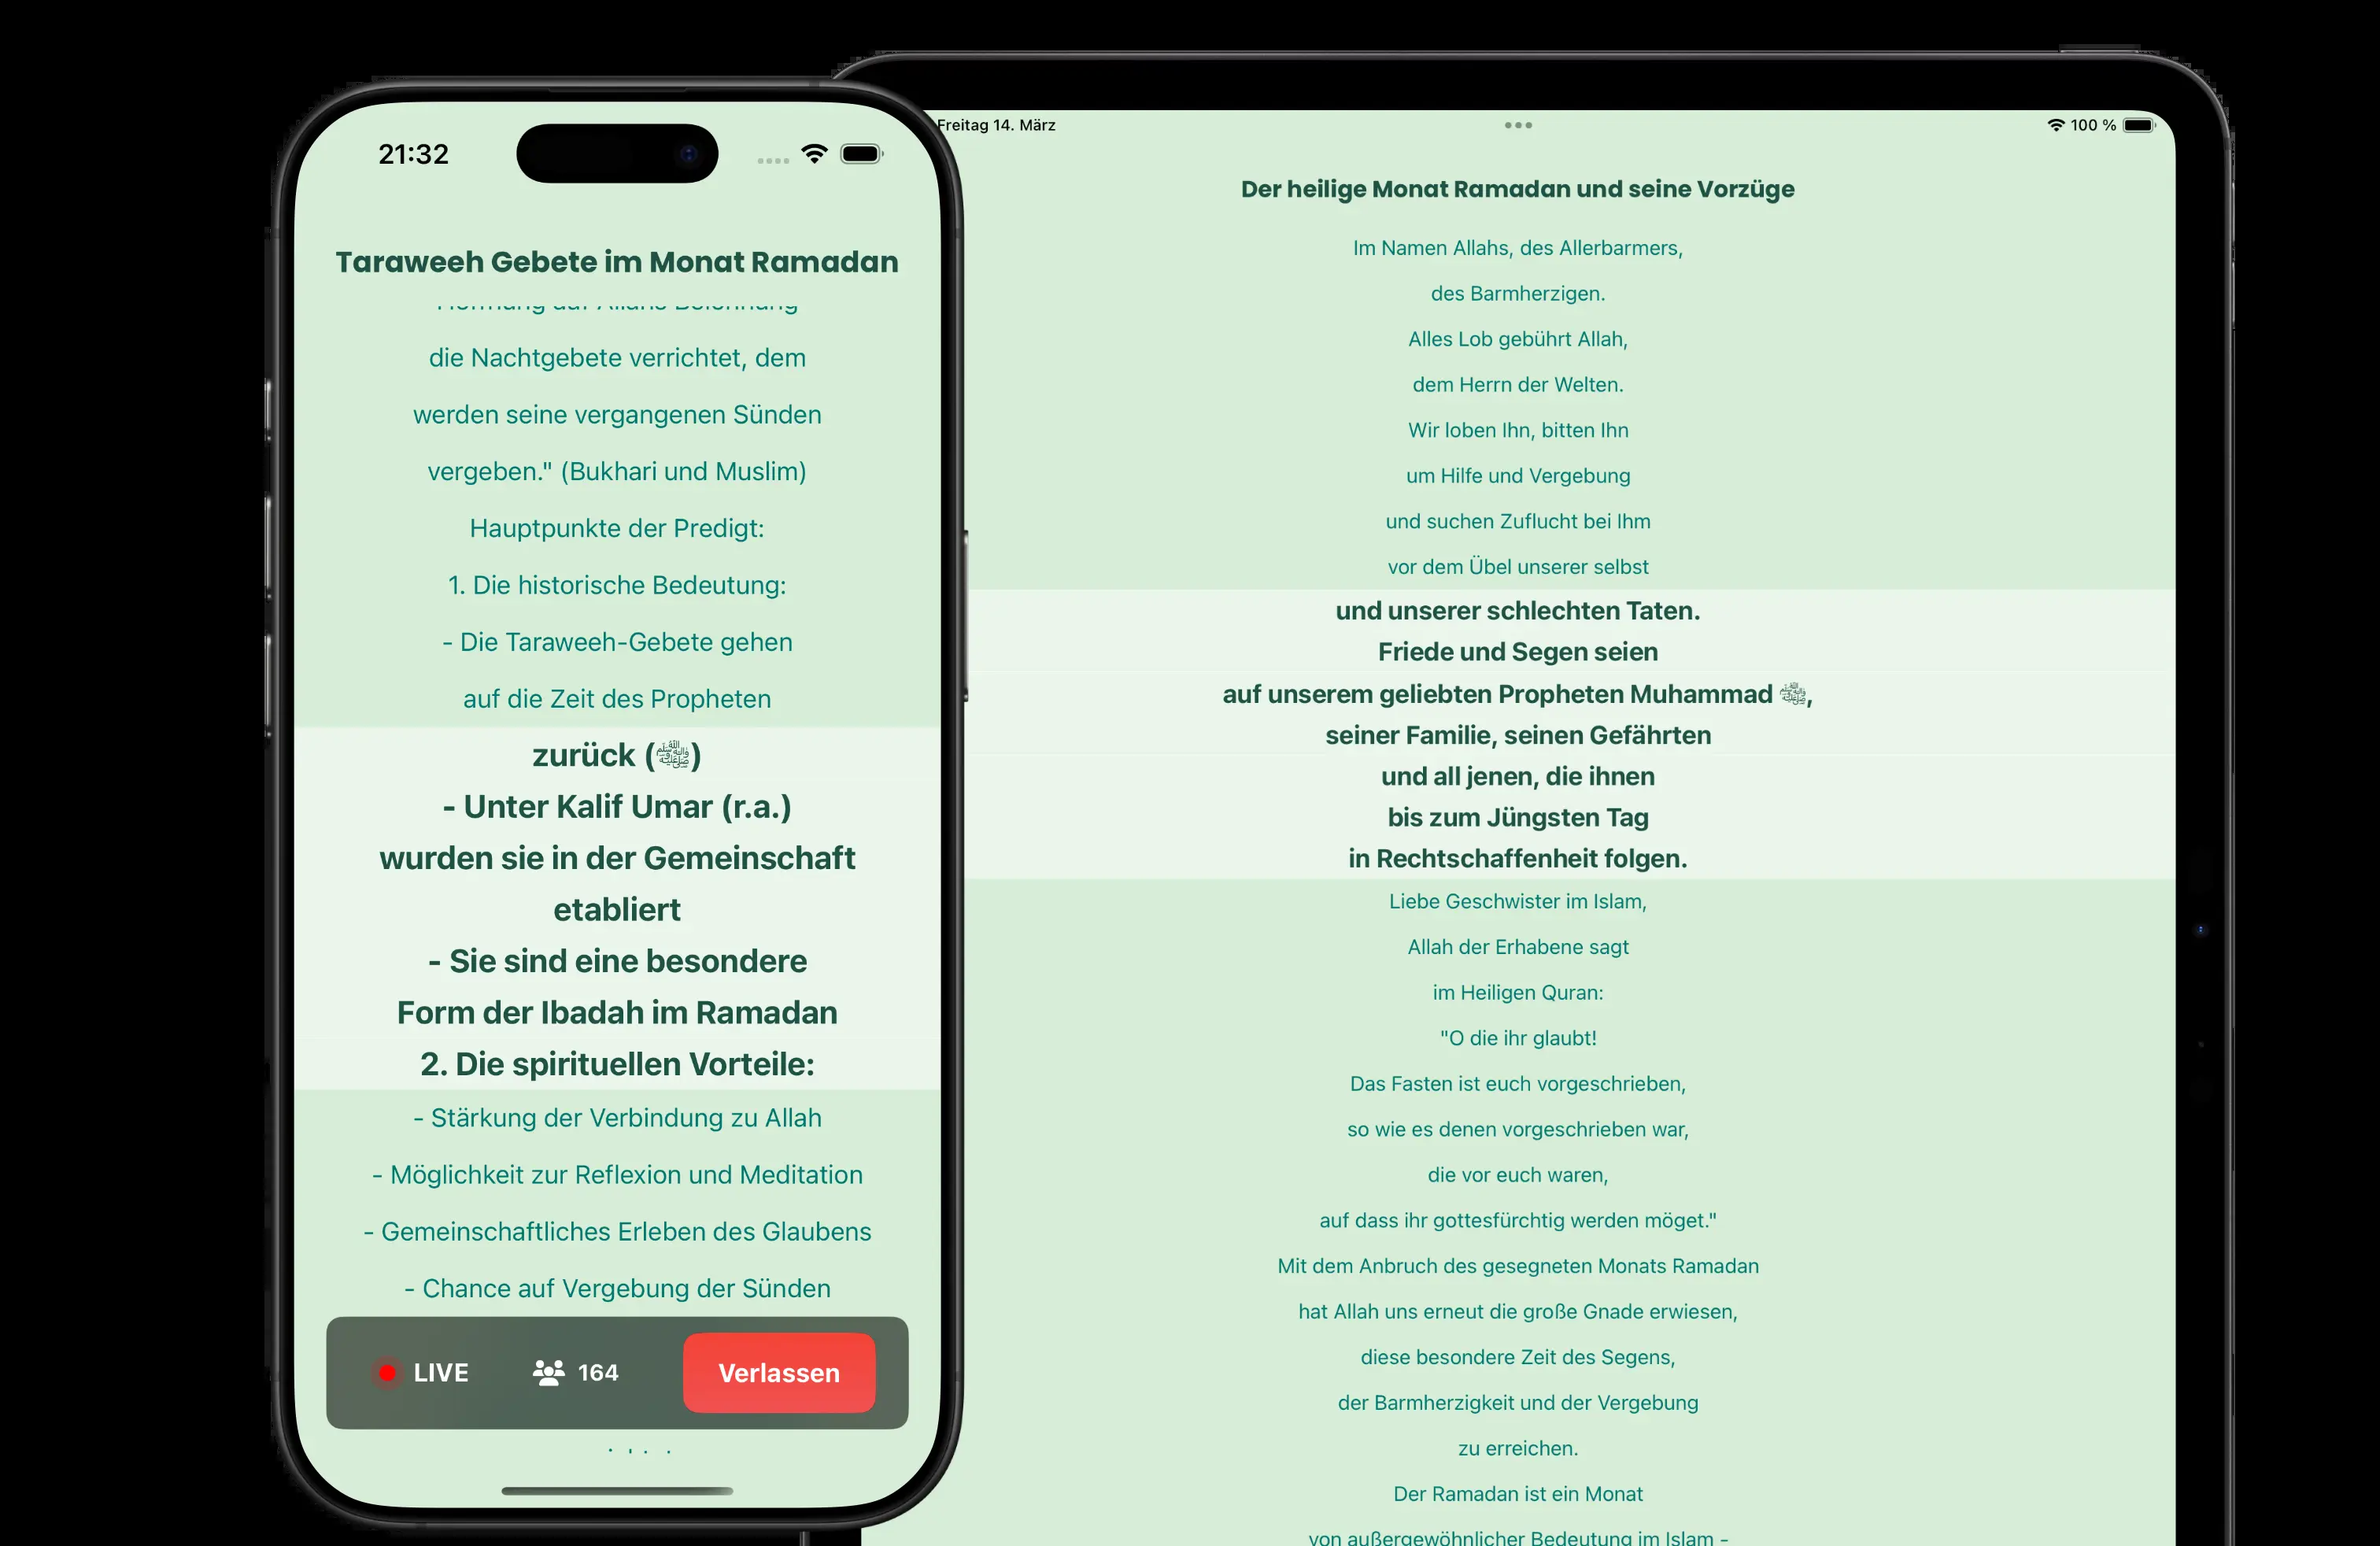 21:32
Taraweeh Gebete im Monat Ramadan
Hoffnung auf Allahs Belohnung
die Nachtgebete verrichtet, dem
werden seine vergangenen Sünden
vergeben." (Bukhari und Muslim)
Hauptpunkte der Predigt:
1. Die historische Bedeutung:
- Die Taraweeh-Gebete gehen
auf die Zeit des Propheten
zurück (ﷺ)
- Unter Kalif Umar (r.a.)
wurden sie in der Gemeinschaft
etabliert
- Sie sind eine besondere
Form der Ibadah im Ramadan
2. Die spirituellen Vorteile:
- Stärkung der Verbindung zu Allah
- Möglichkeit zur Reflexion und Meditation
- Gemeinschaftliches Erleben des Glaubens
- Chance auf Vergebung der Sünden
LIVE 164 Verlassen
Freitag 14. März 100 %
Der heilige Monat Ramadan und seine Vorzüge
Im Namen Allahs, des Allerbarmers,
des Barmherzigen.
Alles Lob gebührt Allah,
dem Herrn der Welten.
Wir loben Ihn, bitten Ihn
um Hilfe und Vergebung
und suchen Zuflucht bei Ihm
vor dem Übel unserer selbst
und unserer schlechten Taten.
Friede und Segen seien
auf unserem geliebten Propheten Muhammad ﷺ,
seiner Familie, seinen Gefährten
und all jenen, die ihnen
bis zum Jüngsten Tag
in Rechtschaffenheit folgen.
Liebe Geschwister im Islam,
Allah der Erhabene sagt
im Heiligen Quran:
"O die ihr glaubt!
Das Fasten ist euch vorgeschrieben,
so wie es denen vorgeschrieben war,
die vor euch waren,
auf dass ihr gottesfürchtig werden möget."
Mit dem Anbruch des gesegneten Monats Ramadan
hat Allah uns erneut die große Gnade erwiesen,
diese besondere Zeit des Segens,
der Barmherzigkeit und der Vergebung
zu erreichen.
Der Ramadan ist ein Monat
von außergewöhnlicher Bedeutung im Islam –